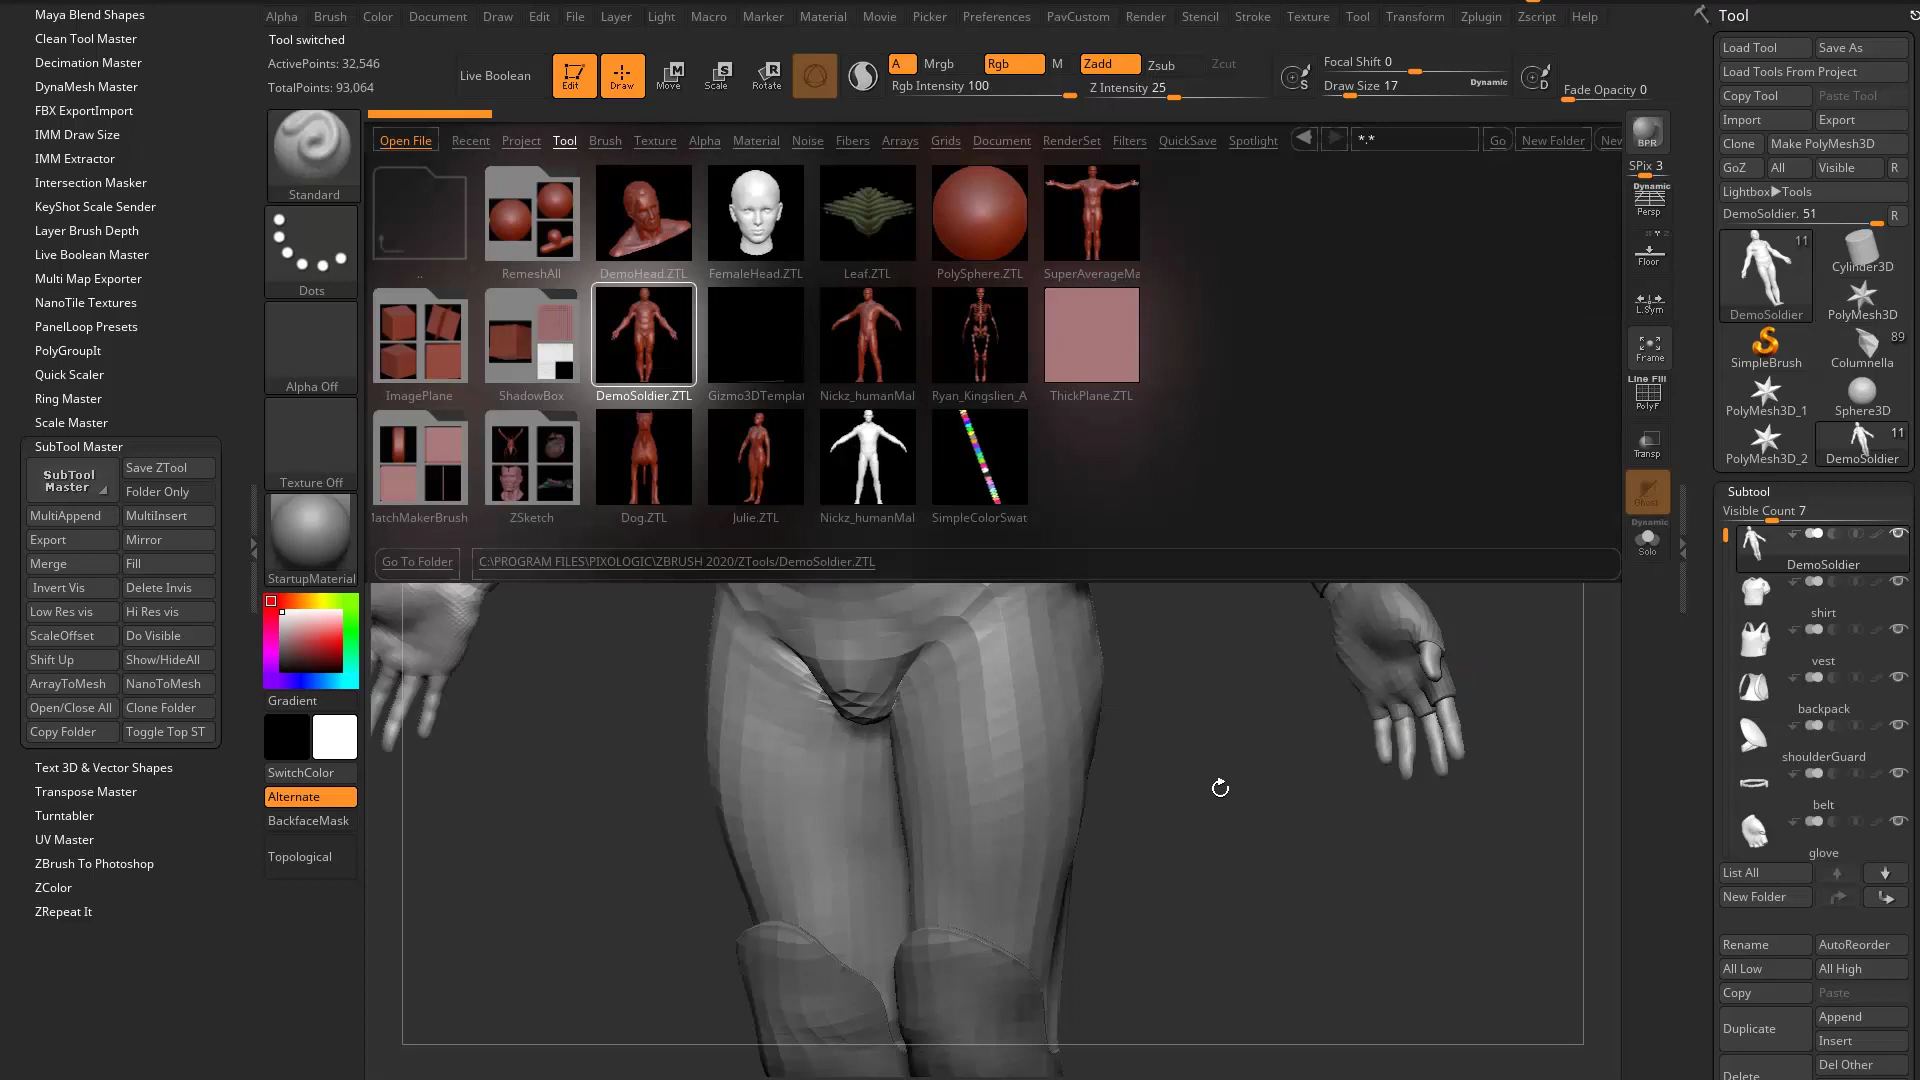 Maya Blend Shapes
Clean Tool Master
Decimation Master
DynaMesh Master
FBX ExportImport
IMM Draw Size
IMM Extractor
Intersection Masker
KeyShot Scale Sender
Layer Brush Depth
Live Boolean Master
Multi Map Exporter
NanoTile Textures
PanelLoop Presets
PolyGroupIt
Quick Scaler
Ring Master
Scale Master
SubTool Master
SubTool Master
Save ZTool
Folder Only
MultiAppend MultiInsert
Export Mirror
Merge Fill
Invert Vis Delete Invis
Low Res vis Hi Res vis
ScaleOffset Do Visible
Shift Up Show/HideAll
ArrayToMesh NanoToMesh
Open/Close All Clone Folder
Copy Folder Toggle Top ST
Text 3D & Vector Shapes
Transpose Master
Turntabler
UV Master
ZBrush To Photoshop
ZColor
ZRepeat It
Alpha Brush Color Document Draw Edit File Layer Light Macro Marker Material Movie Picker Preferences PavCustom Render Stencil Stroke Texture Tool Transform Zplugin Zscript Help
Tool switched
ActivePoints: 32,546
TotalPoints: 93,064
Live Boolean
Edit Draw Move Scale Rotate
M S R
A Mrgb Rgb M Zadd Zsub Zcut
Rgb Intensity 100 Z Intensity 25
S
Focal Shift 0
Draw Size 17 Dynamic
D
Fade Opacity 0
Standard
Dots
Alpha Off
Texture Off
StartupMaterial
Gradient
SwitchColor
Alternate
BackfaceMask
Topological
Open File Recent Project Tool Brush Texture Alpha Material Noise Fibers Arrays Grids Document RenderSet Filters QuickSave Spotlight *.* Go New Folder New
.. RemeshAll DemoHead.ZTL FemaleHead.ZTL Leaf.ZTL PolySphere.ZTL SuperAverageMa
ImagePlane ShadowBox DemoSoldier.ZTL Gizmo3DTemplat Nickz_humanMal Ryan_Kingslien_A ThickPlane.ZTL
MatchMakerBrush ZSketch Dog.ZTL Julie.ZTL Nickz_humanMal SimpleColorSwat
Go To Folder C:\PROGRAM FILES\PIXOLOGIC\ZBRUSH 2020/ZTools/DemoSoldier.ZTL
BPR
SPix 3
Dynamic
Persp
Floor
L.Sym
Frame
Line Fill
PolyF
Transp
Ghost
Dynamic
Solo
Tool
Load Tool Save As
Load Tools From Project
Copy Tool Paste Tool
Import Export
Clone Make PolyMesh3D
GoZ All Visible R
Lightbox▶Tools
DemoSoldier. 51 R
11
DemoSoldier Cylinder3D
PolyMesh3D
89
SimpleBrush Columnella
PolyMesh3D_1 Sphere3D
11
PolyMesh3D_2 DemoSoldier
Subtool
Visible Count 7
DemoSoldier
shirt
vest
backpack
shoulderGuard
belt
glove
List All
New Folder
Rename AutoReorder
All Low All High
Copy Paste
Duplicate Append
Insert
Delete Del Other